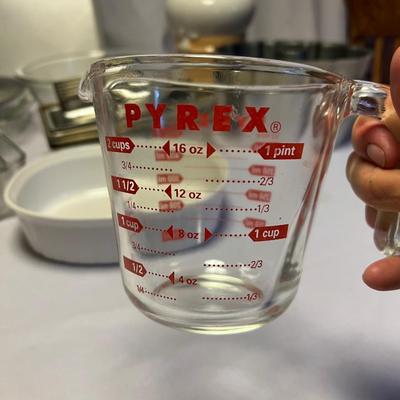 PYREX®
2 cups 16 oz 1 pint
3/4 2/3
1 1/2 12 oz
1/4 1/3
1 cup 8 oz 1 cup
3/4 2/3
1/2 4 oz
1/4 1/3